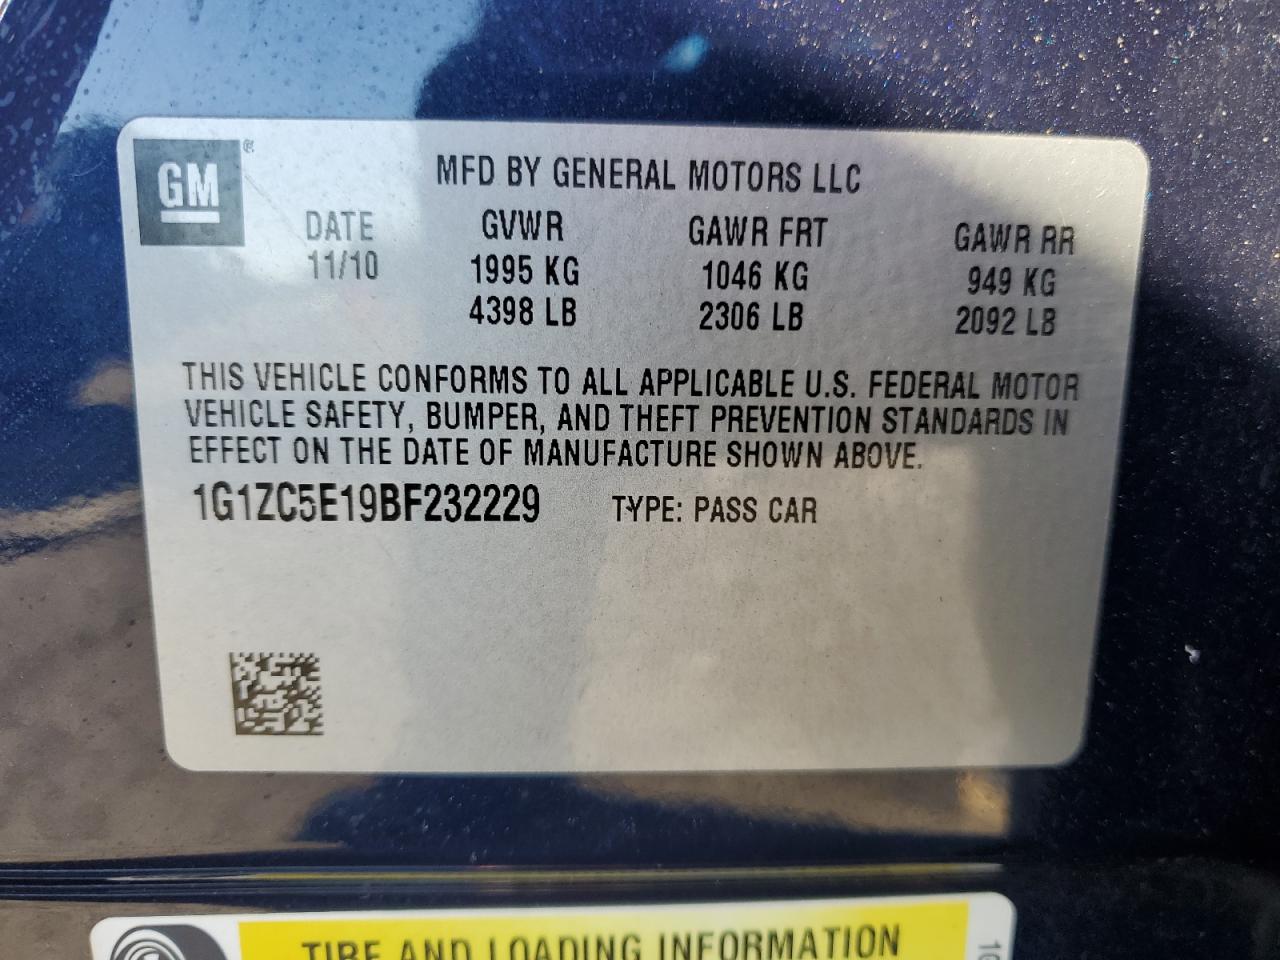 GM
MFD BY GENERAL MOTORS LLC
DATE GVWR GAWR FRT GAWR RR
11/10 1995 KG 1046 KG 949 KG
4398 LB 2306 LB 2092 LB
THIS VEHICLE CONFORMS TO ALL APPLICABLE U.S. FEDERAL MOTOR
VEHICLE SAFETY, BUMPER, AND THEFT PREVENTION STANDARDS IN
EFFECT ON THE DATE OF MANUFACTURE SHOWN ABOVE.
1G1ZC5E19BF232229 TYPE: PASS CAR
TIRE AND LOADING INFORMATION